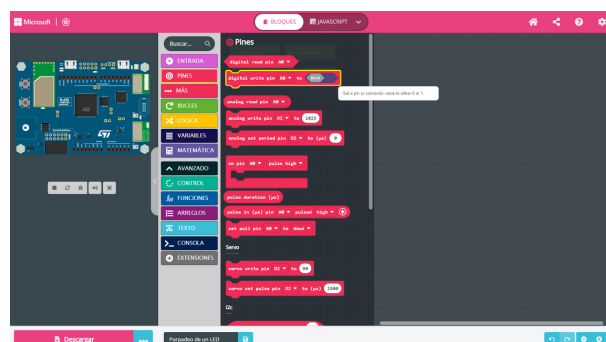 Microsoft
BLOQUES
JAVASCRIPT
Buscar...
ENTRADA
PINES
MÁS
BUCLES
LÓGICA
VARIABLES
MATEMÁTICA
AVANZADO
CONTROL
FUNCIONES
ARREGLOS
TEXTO
CONSOLA
EXTENSIONES
Pines
digital read pin A0
digital write pin A0 to
Set a pin or connector value to either 0 or 1.
analog read pin A0
analog write pin D2 to 1023
analog set period pin D2 to (µs) 0
on pin A0 pulse high
pulse duration (µs)
pulse in (µs) pin A0 pulsed high
set pull pin A0 to down
Servo
servo write pin D2 to 90
servo set pulse pin D2 to (µs) 1500
I2c
Descargar
Parpadeo de un LED